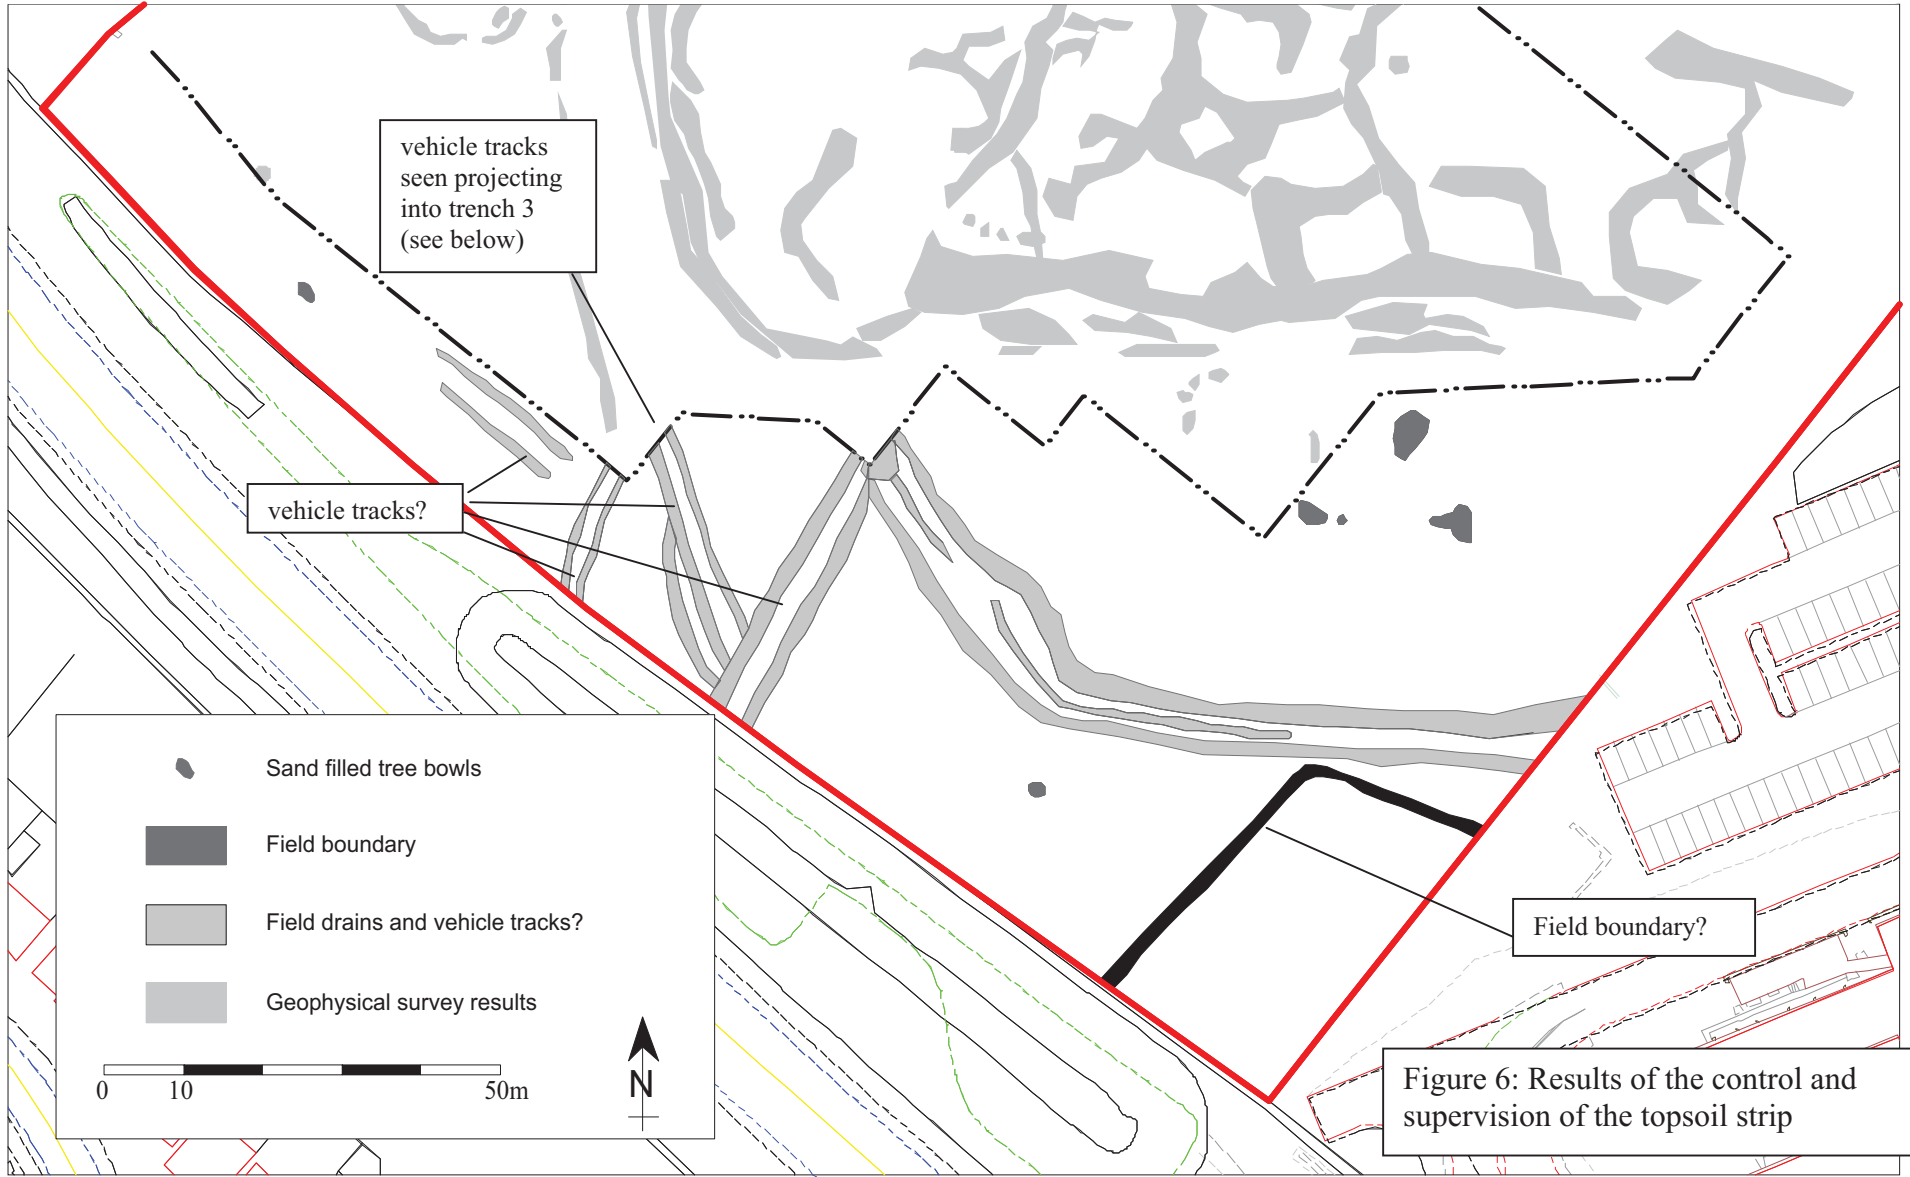 vehicle tracks
seen projecting
into trench 3
(see below)
vehicle tracks?
Sand filled tree bowls
Field boundary
Field drains and vehicle tracks?
Geophysical survey results
0 10 50m
N
Field boundary?
Figure 6: Results of the control and
supervision of the topsoil strip